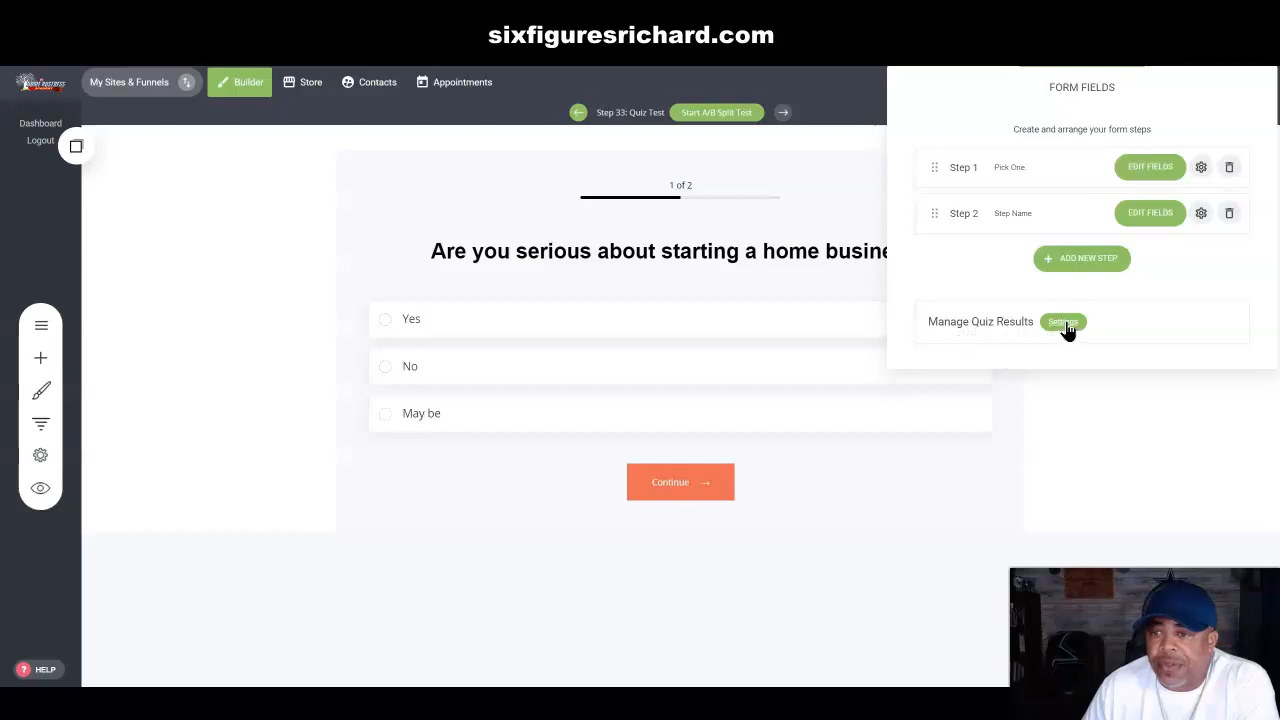 sixfiguresrichard.com
My Sites & Funnels
Builder
Store
Contacts
Appointments
Dashboard
Logout
Step 33: Quiz Test
Start A/B Split Test
1 of 2
Are you serious about starting a home busine
Yes
No
May be
Continue →
FORM FIELDS
Create and arrange your form steps
Step 1
Pick One
EDIT FIELDS
Step 2
Step Name
EDIT FIELDS
+ ADD NEW STEP
Manage Quiz Results
Settings
? HELP